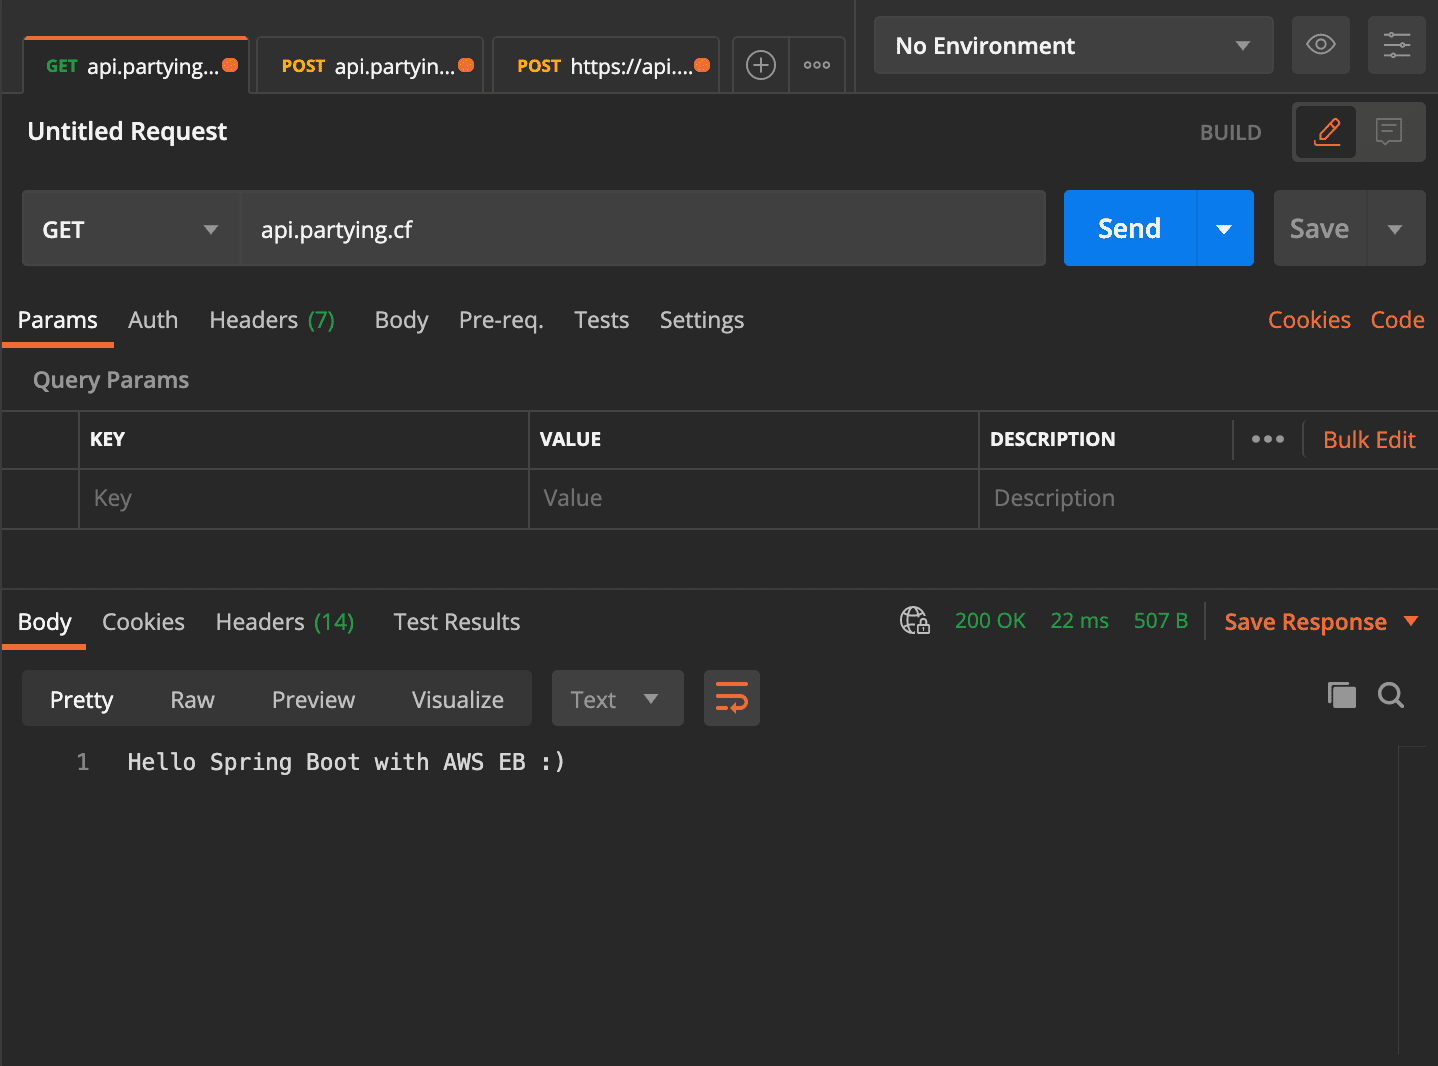 GET api.partying... POST api.partyin... POST https://api.... No Environment
Untitled Request BUILD
GET api.partying.cf Send Save
Params Auth Headers (7) Body Pre-req. Tests Settings Cookies Code
Query Params
KEY VALUE DESCRIPTION Bulk Edit
Key Value Description
Body Cookies Headers (14) Test Results 200 OK 22 ms 507 B Save Response
Pretty Raw Preview Visualize Text
1 Hello Spring Boot with AWS EB :)